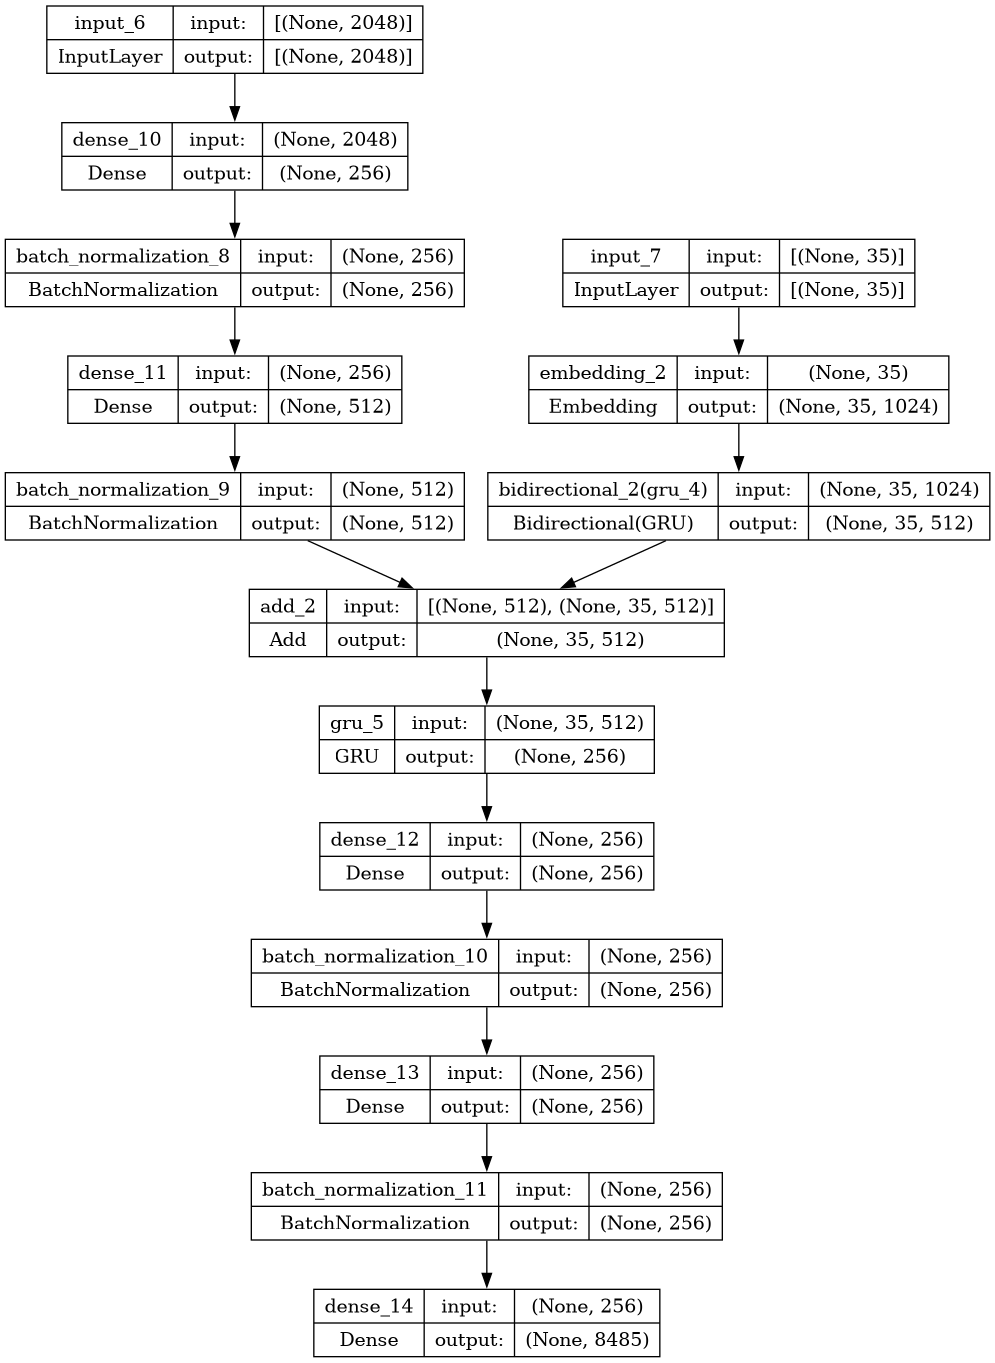 input_6 input: [(None, 2048)]
InputLayer output: [(None, 2048)]
dense_10 input: (None, 2048)
Dense output: (None, 256)
batch_normalization_8 input: (None, 256)
BatchNormalization output: (None, 256)
input_7 input: [(None, 35)]
InputLayer output: [(None, 35)]
dense_11 input: (None, 256)
Dense output: (None, 512)
embedding_2 input: (None, 35)
Embedding output: (None, 35, 1024)
batch_normalization_9 input: (None, 512)
BatchNormalization output: (None, 512)
bidirectional_2(gru_4) input: (None, 35, 1024)
Bidirectional(GRU) output: (None, 35, 512)
add_2 input: [(None, 512), (None, 35, 512)]
Add output: (None, 35, 512)
gru_5 input: (None, 35, 512)
GRU output: (None, 256)
dense_12 input: (None, 256)
Dense output: (None, 256)
batch_normalization_10 input: (None, 256)
BatchNormalization output: (None, 256)
dense_13 input: (None, 256)
Dense output: (None, 256)
batch_normalization_11 input: (None, 256)
BatchNormalization output: (None, 256)
dense_14 input: (None, 256)
Dense output: (None, 8485)